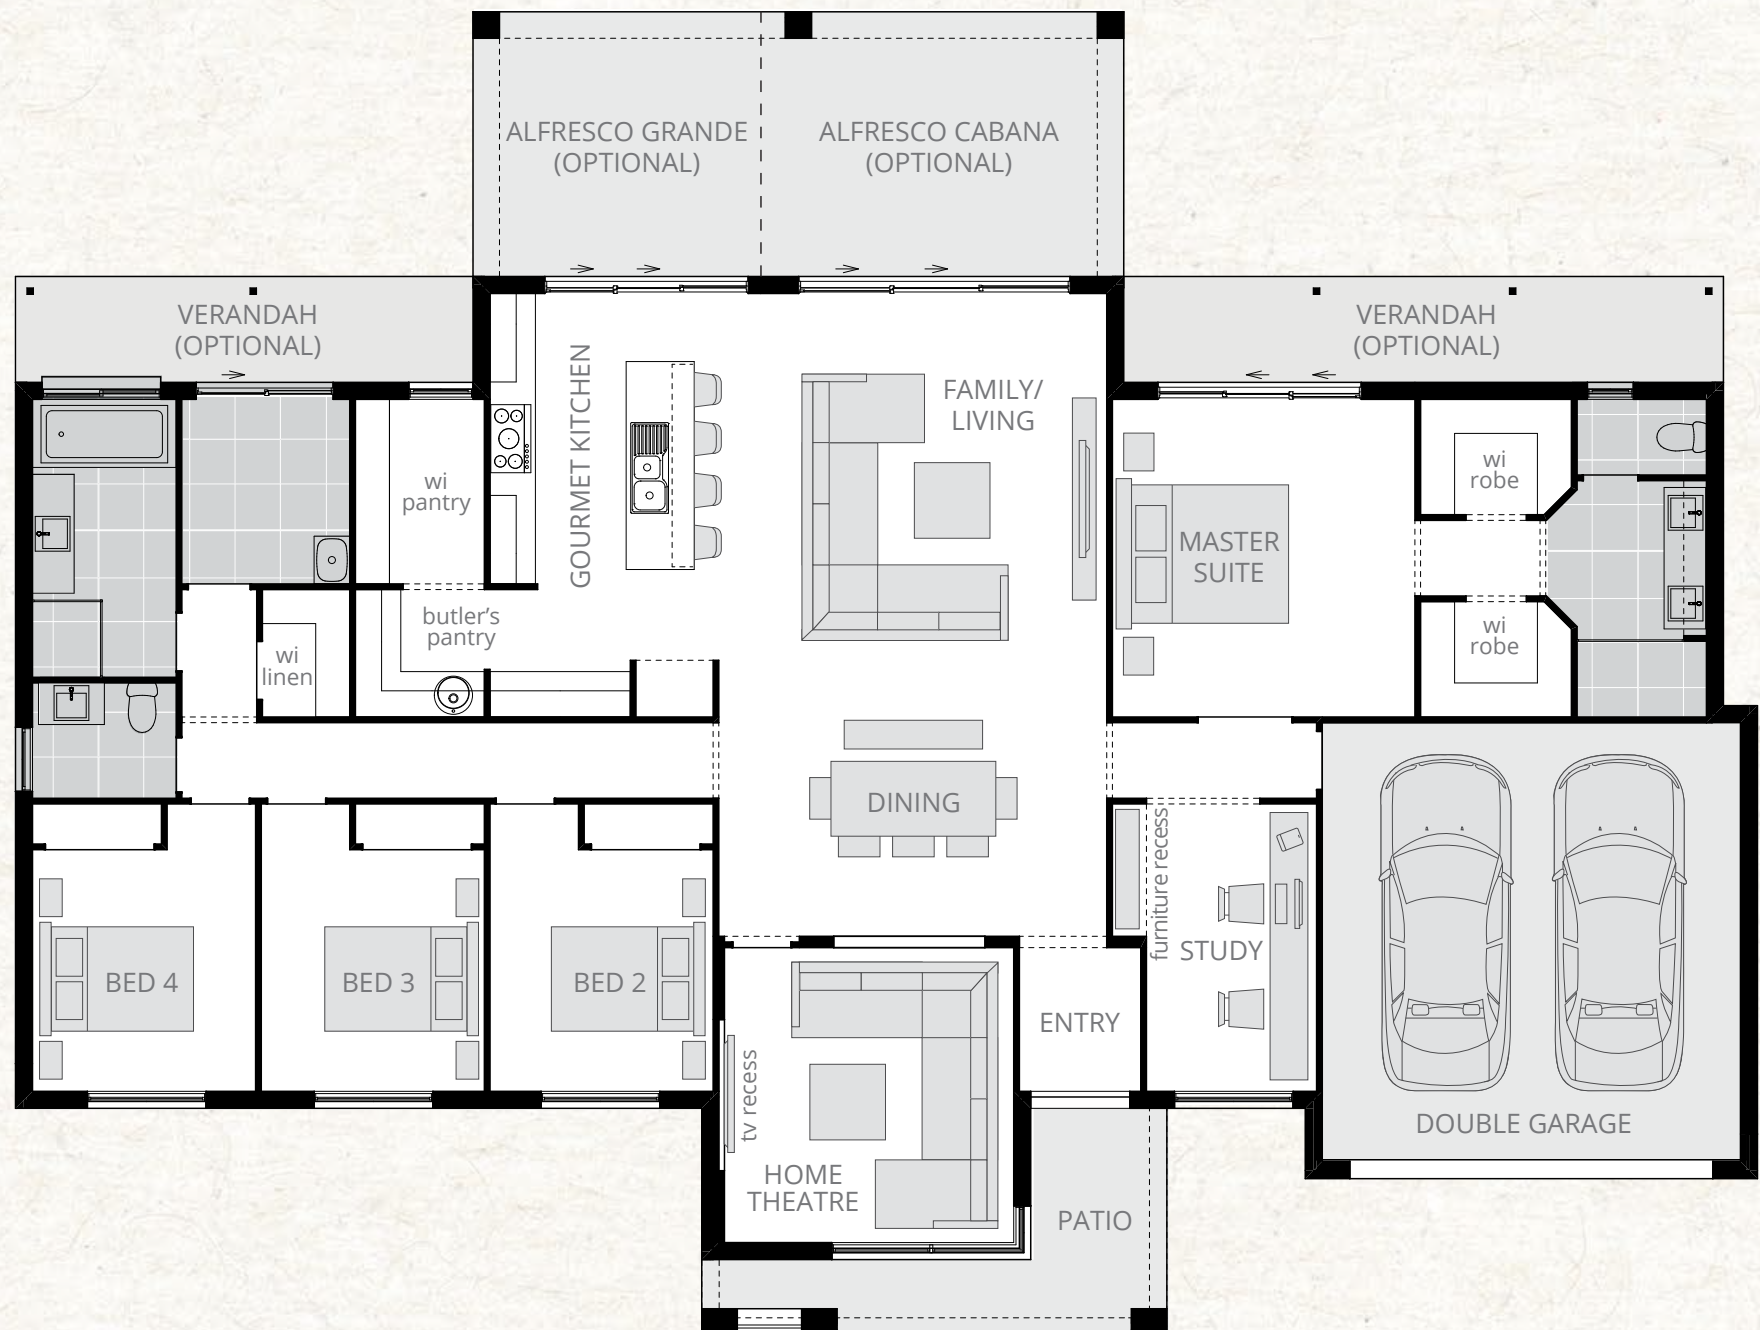 ALFRESCO GRANDE
(OPTIONAL)
ALFRESCO CABANA
(OPTIONAL)
VERANDAH
(OPTIONAL)
VERANDAH
(OPTIONAL)
GOURMET KITCHEN
FAMILY/
LIVING
wi
pantry
wi
robe
MASTER
SUITE
butler's
pantry
wi
linen
wi
robe
DINING
furniture recess
STUDY
BED 4
BED 3
BED 2
ENTRY
tv recess
DOUBLE GARAGE
HOME
THEATRE
PATIO